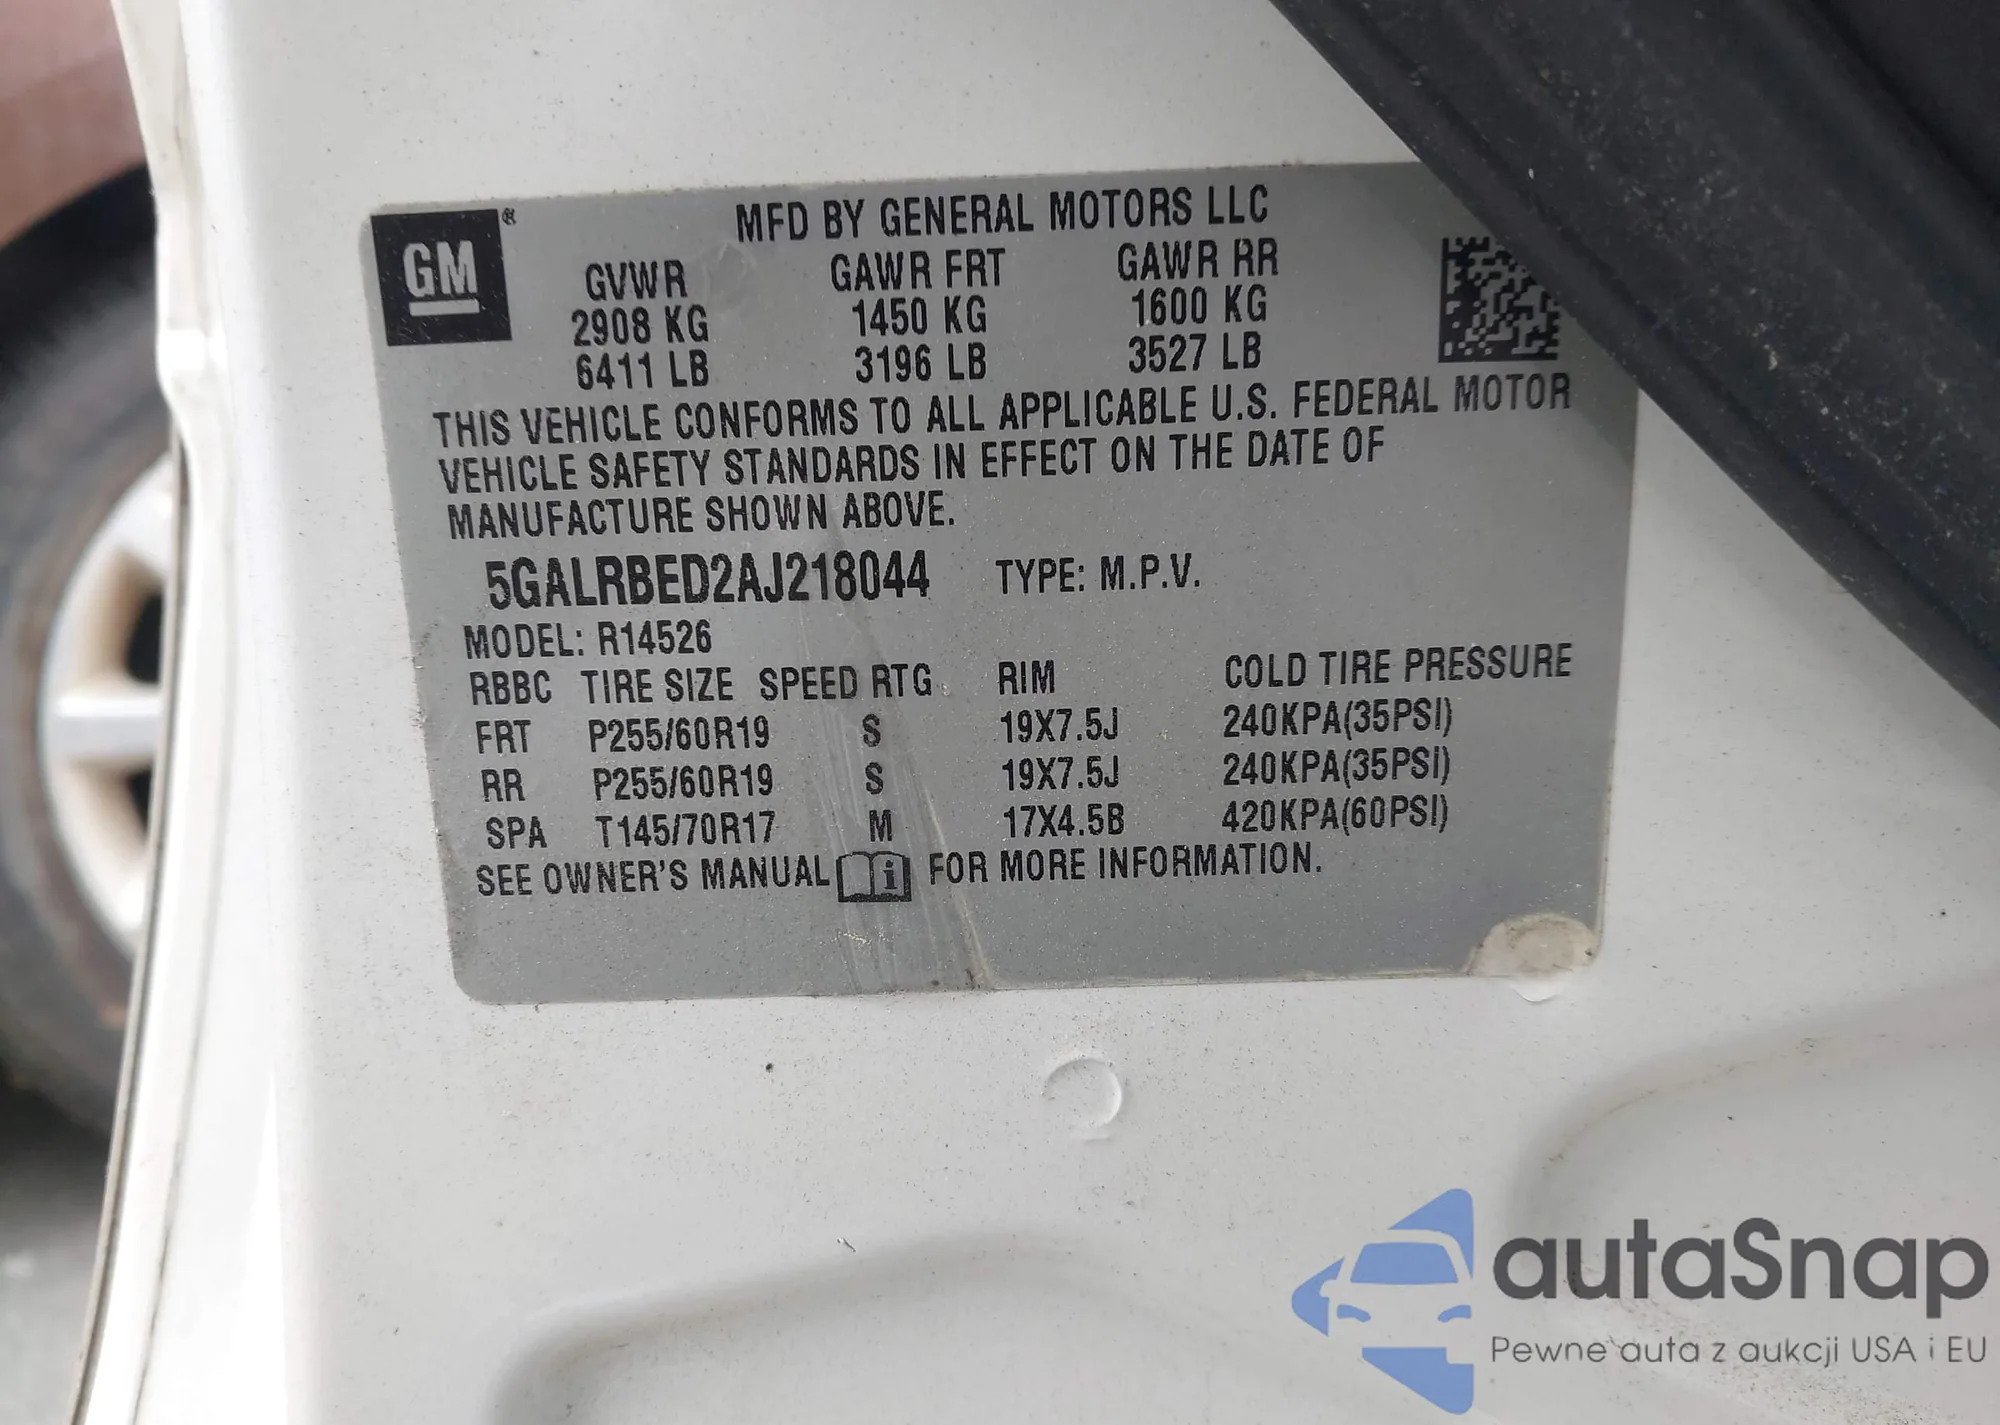 GM®
MFD BY GENERAL MOTORS LLC
GVWR GAWR FRT GAWR RR
2908 KG 1450 KG 1600 KG
6411 LB 3196 LB 3527 LB
THIS VEHICLE CONFORMS TO ALL APPLICABLE U.S. FEDERAL MOTOR
VEHICLE SAFETY STANDARDS IN EFFECT ON THE DATE OF
MANUFACTURE SHOWN ABOVE.
5GALRBED2AJ218044 TYPE: M.P.V.
MODEL: R14526
RBBC TIRE SIZE SPEED RTG RIM COLD TIRE PRESSURE
FRT P255/60R19 S 19X7.5J 240KPA(35PSI)
RR P255/60R19 S 19X7.5J 240KPA(35PSI)
SPA T145/70R17 M 17X4.5B 420KPA(60PSI)
SEE OWNER'S MANUAL i FOR MORE INFORMATION.
autaSnap
Pewne auta z aukcji USA i EU